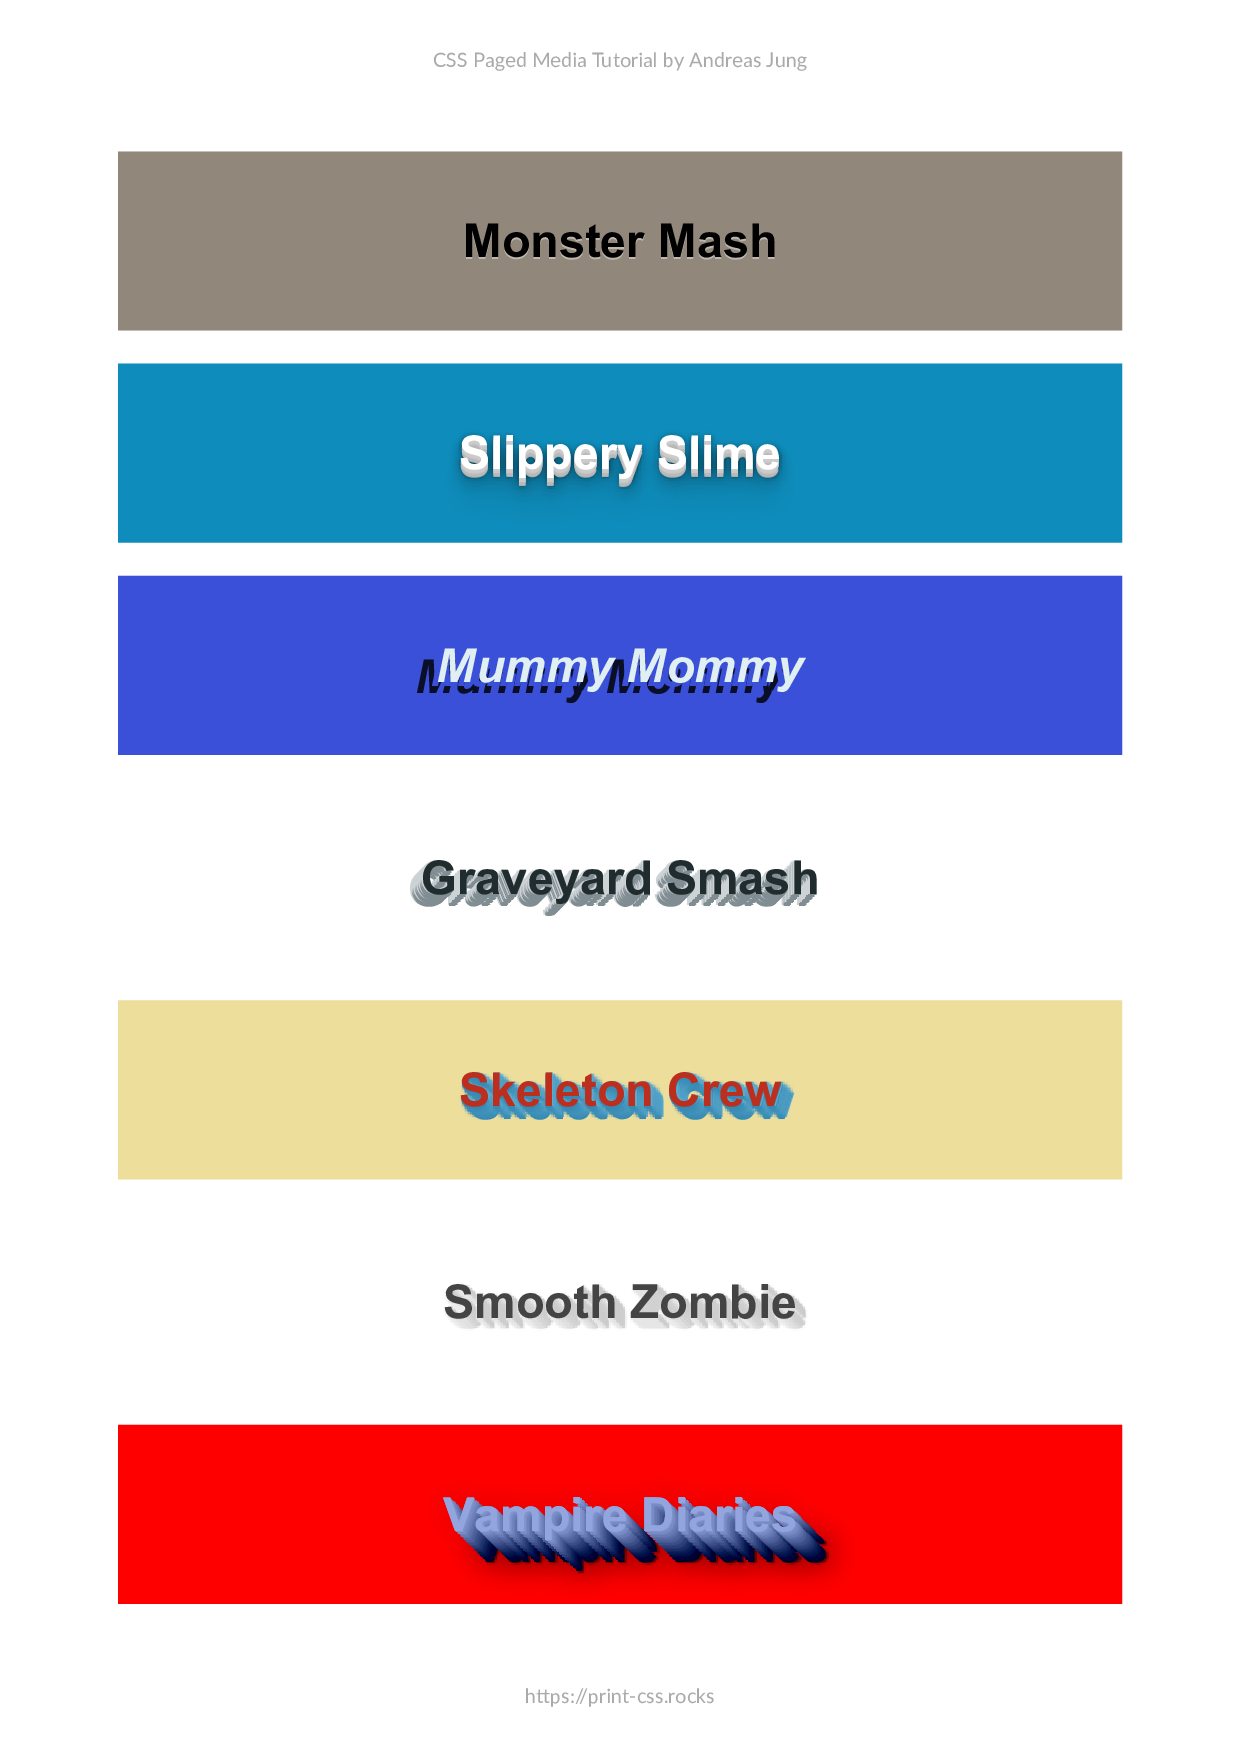 CSS Paged Media Tutorial by Andreas Jung
Monster Mash
Slippery Slime
Mummy Mommy
Graveyard Smash
Skeleton Crew
Smooth Zombie
Vampire Diaries
https://print-css.rocks